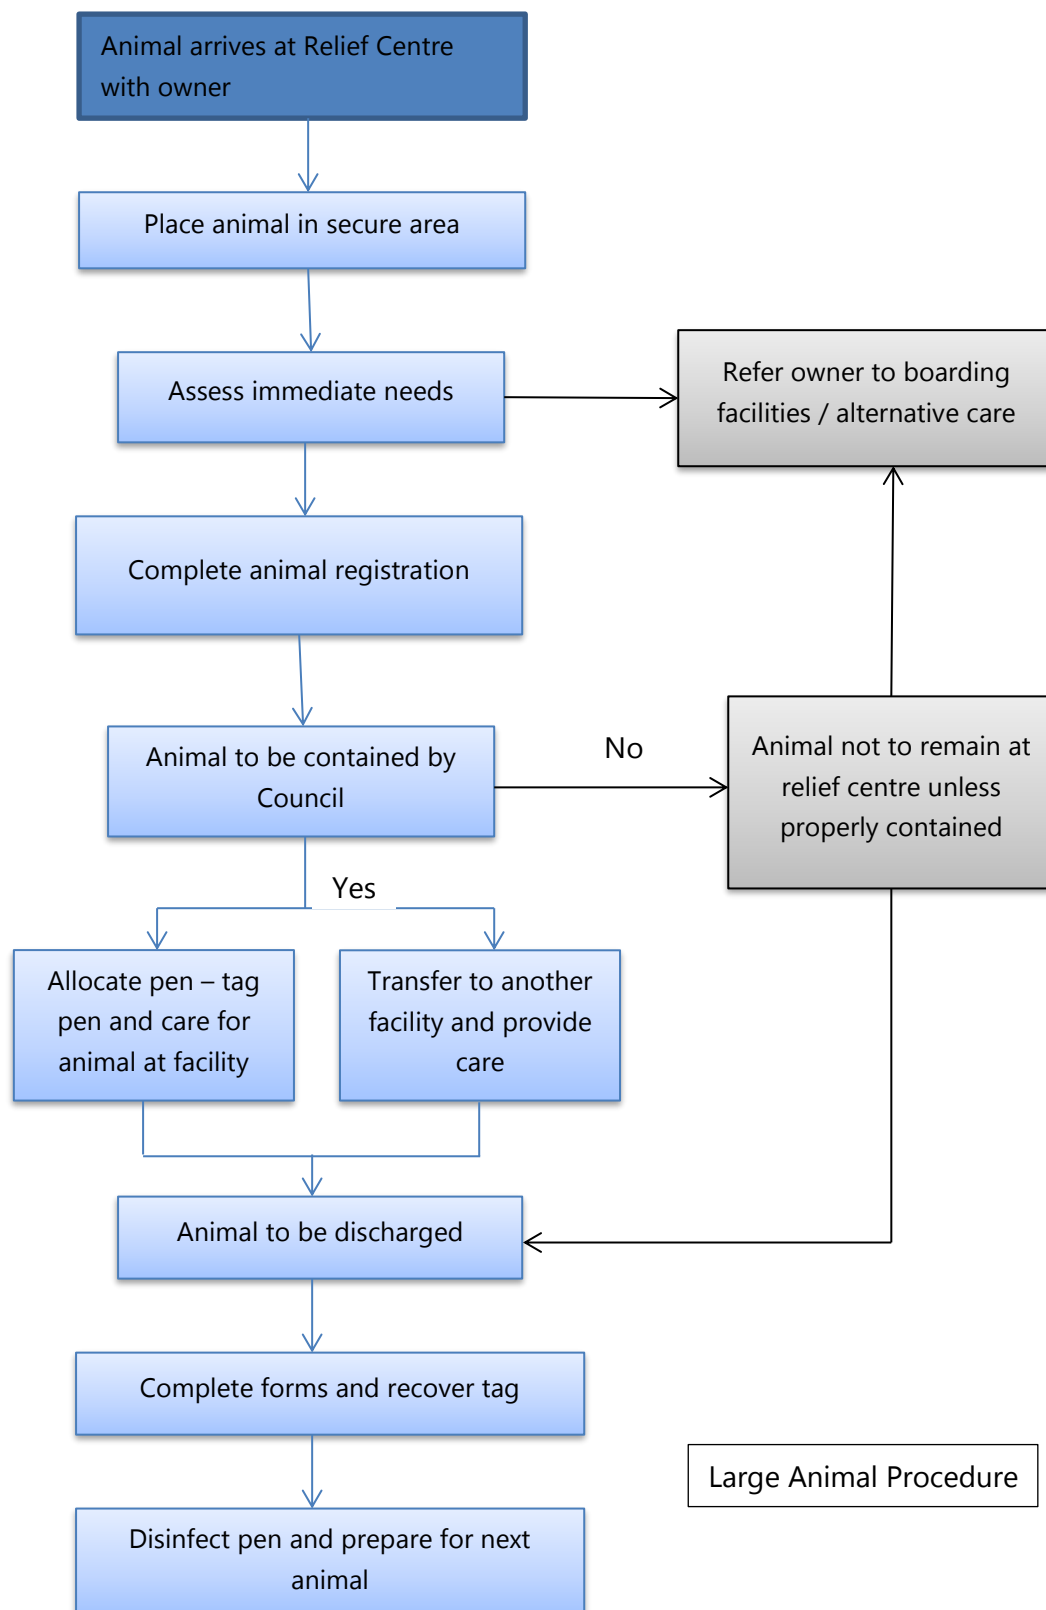 Animal arrives at Relief Centre
with owner
Place animal in secure area
Assess immediate needs
Refer owner to boarding
facilities / alternative care
Complete animal registration
Animal to be contained by
Council
No
Animal not to remain at
relief centre unless
properly contained
Yes
Allocate pen – tag
pen and care for
animal at facility
Transfer to another
facility and provide
care
Animal to be discharged
Complete forms and recover tag
Large Animal Procedure
Disinfect pen and prepare for next
animal